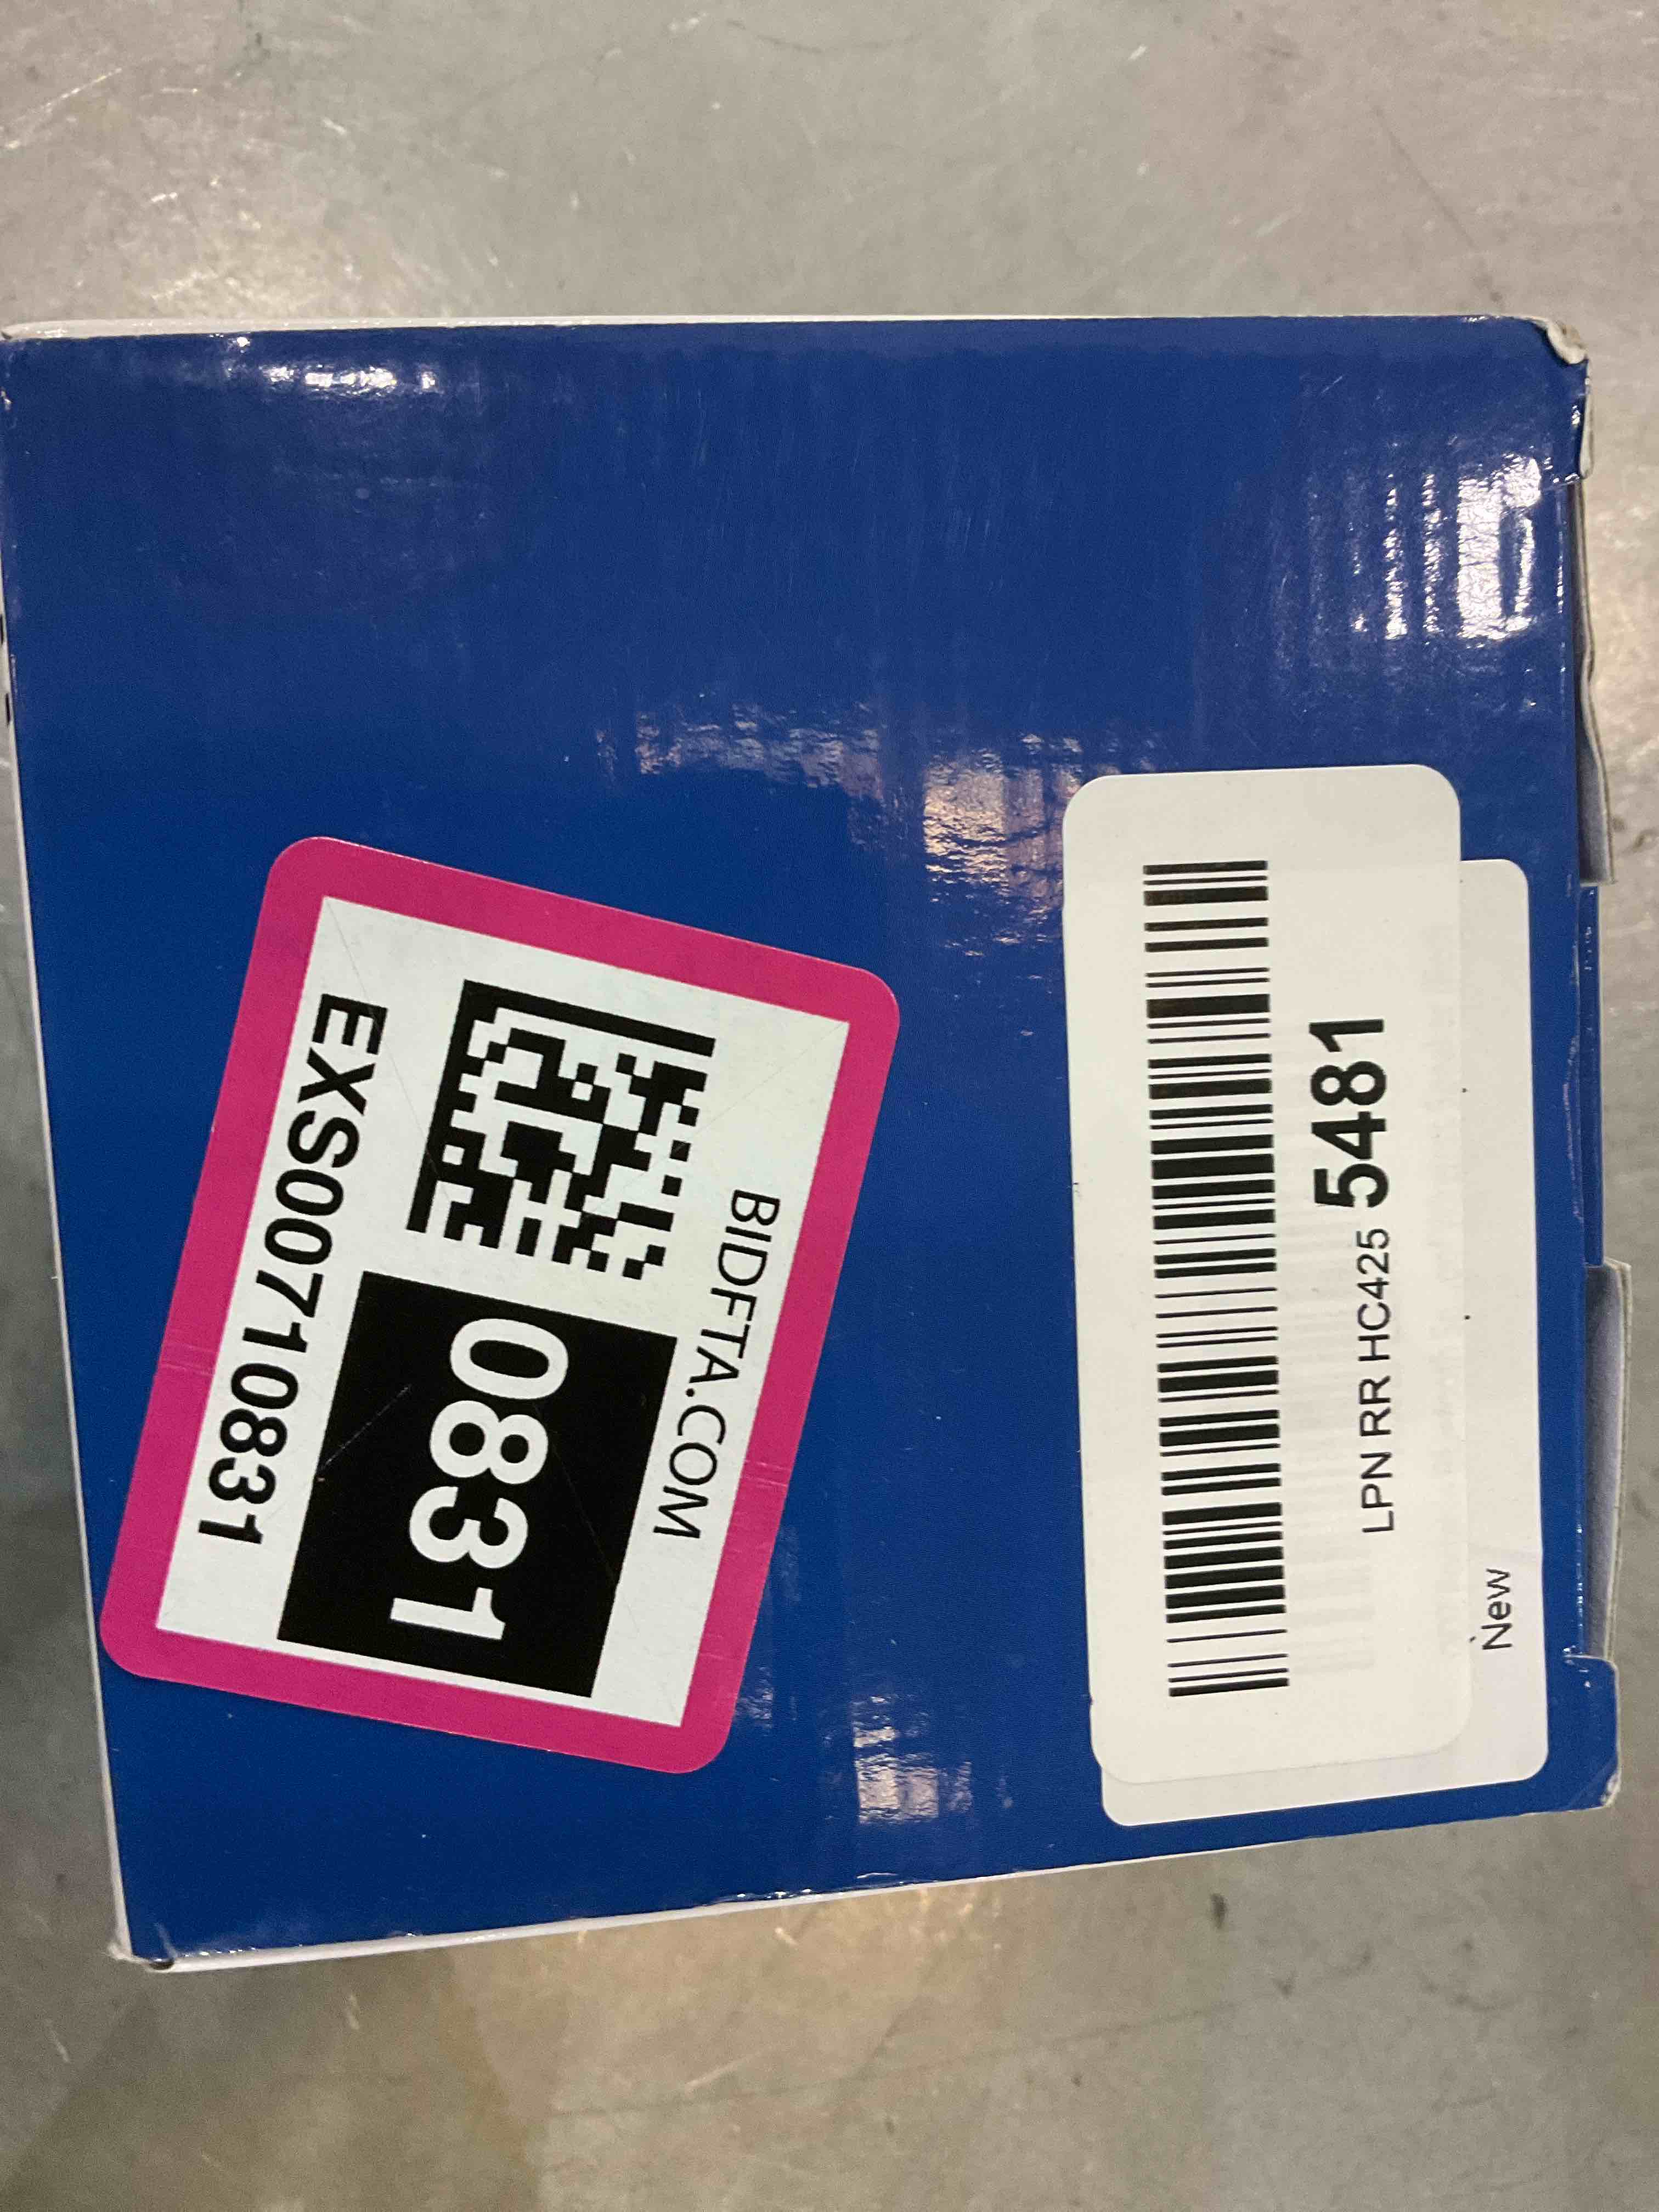 BIDFTA.COM
0831
EXS00710831
LPN RR HC425 5481
New